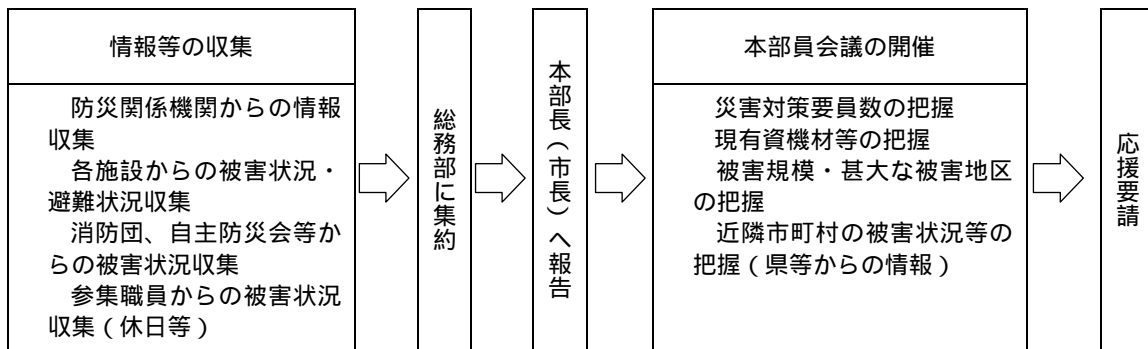 情報等の収集
防災関係機関からの情報
収集
各施設からの被害状況・
避難状況収集
消防団、自主防災会等か
らの被害状況収集
参集職員からの被害状況
収集(休日等)
総務部に集約
本部長(市長)へ報告
本部員会議の開催
災害対策要員数の把握
現有資機材等の把握
被害規模・甚大な被害地区
の把握
近隣市町村の被害状況等の
把握(県等からの情報)
応援要請